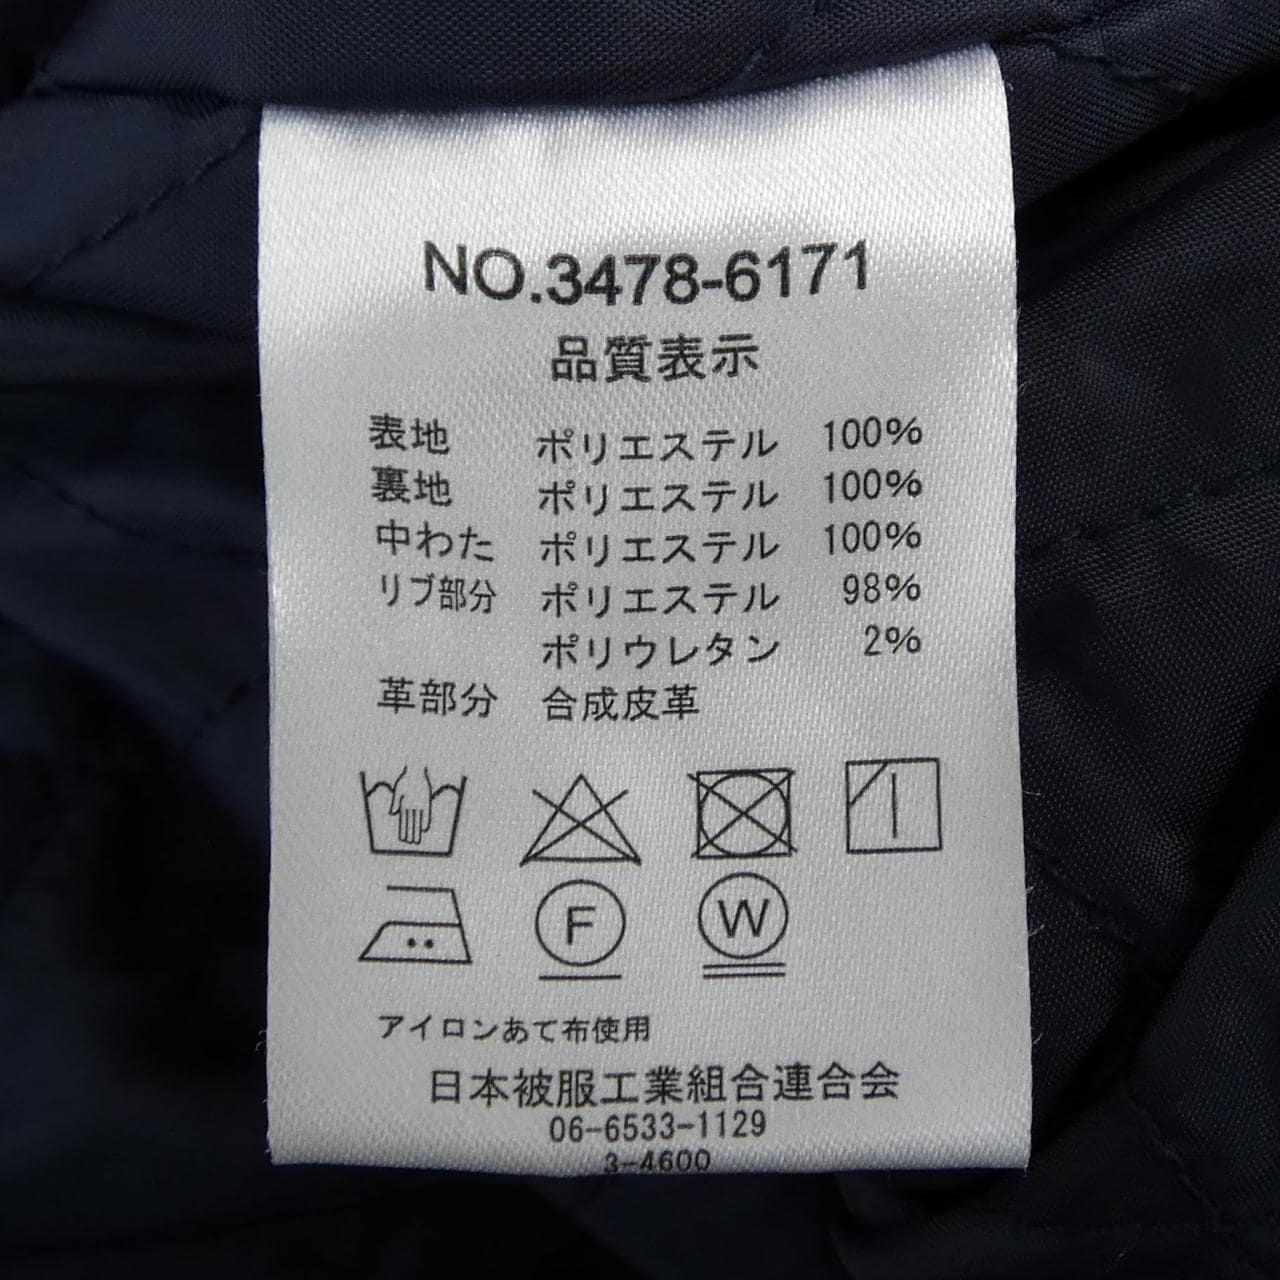 NO.3478-6171
品質表示
表地 ポリエステル 100%
裏地 ポリエステル 100%
中わた ポリエステル 100%
リブ部分 ポリエステル 98%
ポリウレタン 2%
革部分 合成皮革
F W
アイロンあて布使用
日本被服工業組合連合会
06-6533-1129
3-4600